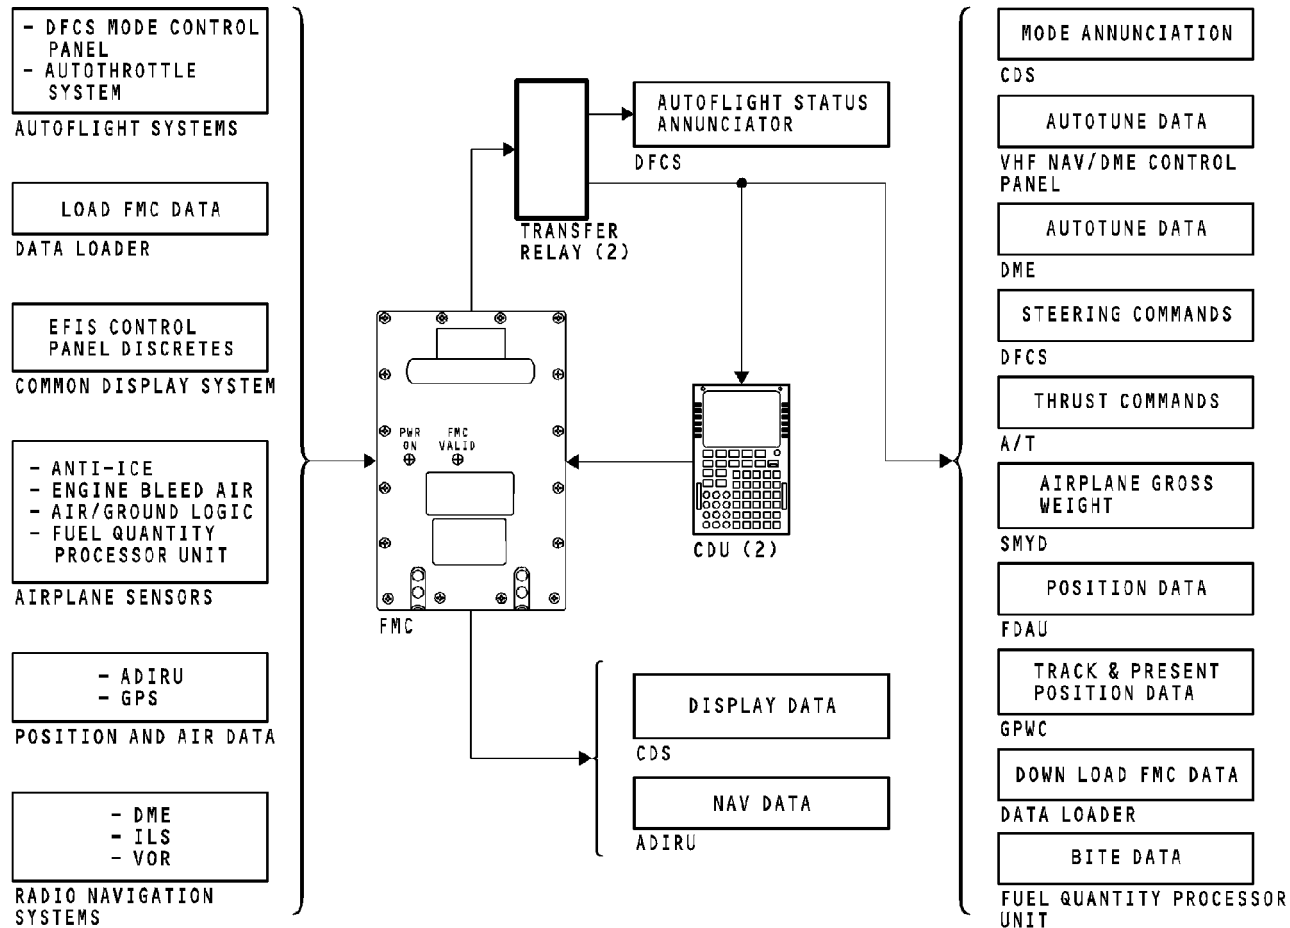 - DFCS MODE CONTROL
PANEL
- AUTOTHROTTLE
SYSTEM
AUTOFLIGHT SYSTEMS
LOAD FMC DATA
DATA LOADER
EFIS CONTROL
PANEL DISCRETES
COMMON DISPLAY SYSTEM
- ANTI-ICE
- ENGINE BLEED AIR
- AIR/GROUND LOGIC
- FUEL QUANTITY
PROCESSOR UNIT
AIRPLANE SENSORS
- ADIRU
- GPS
POSITION AND AIR DATA
- DME
- ILS
- VOR
RADIO NAVIGATION
SYSTEMS
TRANSFER
RELAY (2)
AUTOFLIGHT STATUS
ANNUNCIATOR
DFCS
PWR
ON
FMC
VALID
FMC
CDU (2)
DISPLAY DATA
CDS
NAV DATA
ADIRU
MODE ANNUNCIATION
CDS
AUTOTUNE DATA
VHF NAV/DME CONTROL
PANEL
AUTOTUNE DATA
DME
STEERING COMMANDS
DFCS
THRUST COMMANDS
A/T
AIRPLANE GROSS
WEIGHT
SMYD
POSITION DATA
FDAU
TRACK & PRESENT
POSITION DATA
GPWC
DOWN LOAD FMC DATA
DATA LOADER
BITE DATA
FUEL QUANTITY PROCESSOR
UNIT